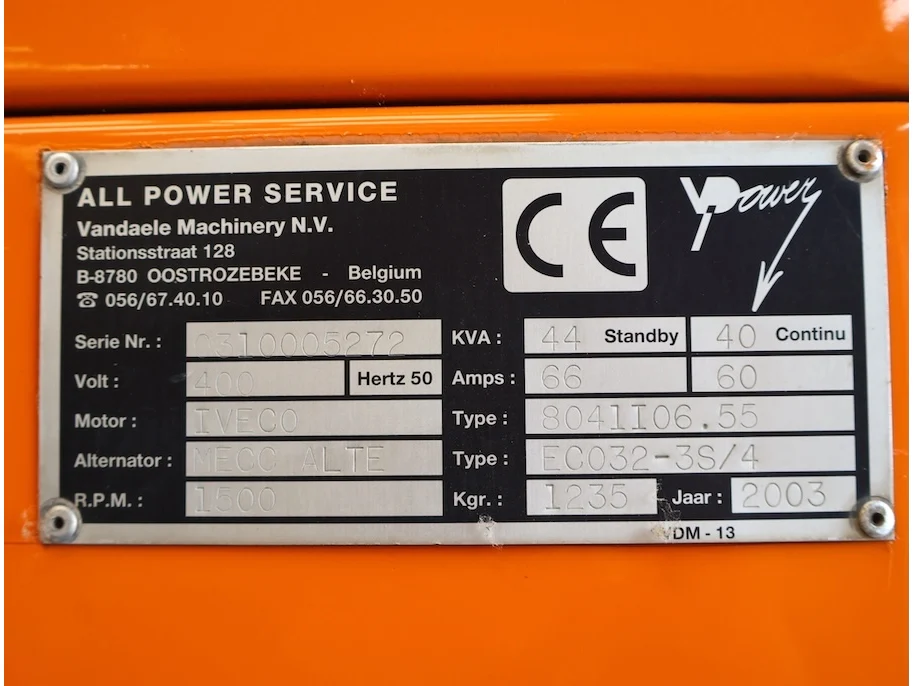 ALL POWER SERVICE
Vandaele Machinery N.V.
Stationsstraat 128
B-8780 OOSTROZEBEKE - Belgium
☎ 056/67.40.10 FAX 056/66.30.50
CE
VPower
Serie Nr. : 0310005272 KVA : 44 Standby 40 Continu
Volt : 400 Hertz 50 Amps : 66 60
Motor : IVECO Type : 8041I06.55
Alternator : MECC ALTE Type : ECO32-3S/4
R.P.M. : 1500 Kgr. : 1235 Jaar : 2003
VDM - 13